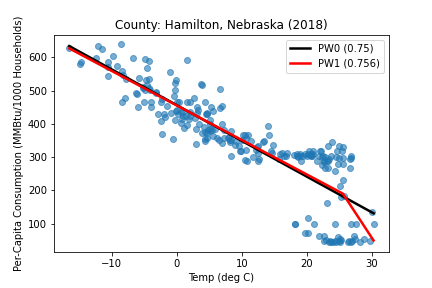 County: Hamilton, Nebraska (2018)
PW0 (0.75)
PW1 (0.756)
Per-Capita Consumption (MMBtu/1000 Households)
600
500
400
300
200
100
−10
0
10
20
30
Temp (deg C)